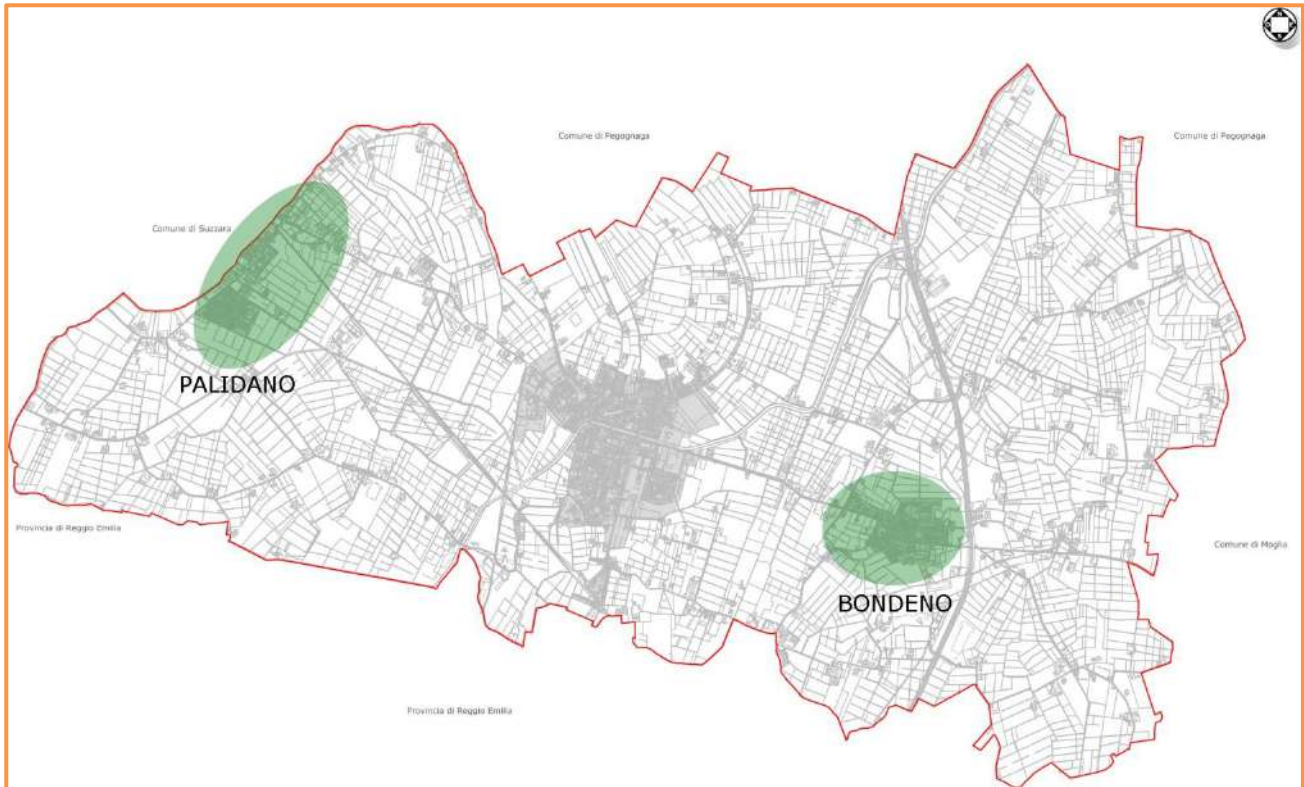 Comune di Pegognaga
Comune di Pegognaga
Comune di Suzzara
PALIDANO
Provincia di Reggio Emilia
Comune di Moglia
BONDENO
Provincia di Reggio Emilia